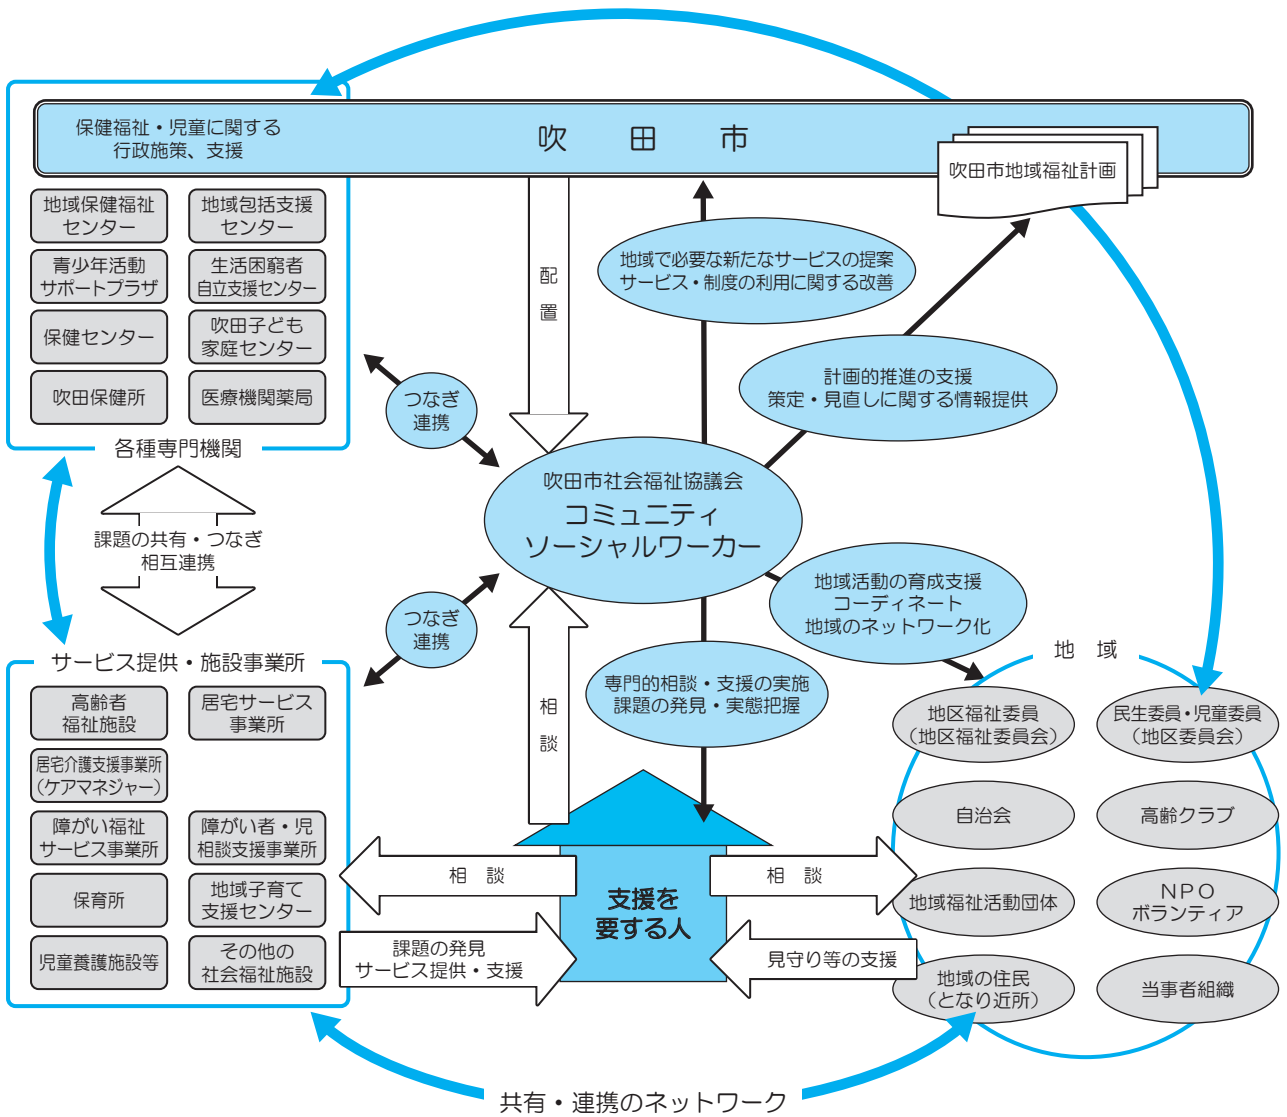 保健福祉・児童に関する
行政施策、支援
吹田市
吹田市地域福祉計画
地域保健福祉
センター
地域包括支援
センター
青少年活動
サポートプラザ
生活困窮者
自立支援センター
保健センター
吹田子ども
家庭センター
吹田保健所
医療機関薬局
各種専門機関
配置
地域で必要な新たなサービスの提案
サービス・制度の利用に関する改善
計画的推進の支援
策定・見直しに関する情報提供
つなぎ
連携
吹田市社会福祉協議会
コミュニティ
ソーシャルワーカー
課題の共有・つなぎ
相互連携
つなぎ
連携
地域活動の育成支援
コーディネート
地域のネットワーク化
専門的相談・支援の実施
課題の発見・実態把握
相談
サービス提供・施設事業所
高齢者
福祉施設
居宅サービス
事業所
居宅介護支援事業所
（ケアマネジャー）
障がい福祉
サービス事業所
障がい者・児
相談支援事業所
保育所
地域子育て
支援センター
児童養護施設等
その他の
社会福祉施設
相談
課題の発見
サービス提供・支援
支援を
要する人
相談
見守り等の支援
地域
地区福祉委員
（地区福祉委員会）
民生委員・児童委員
（地区委員会）
自治会
高齢クラブ
地域福祉活動団体
NPO
ボランティア
地域の住民
（となり近所）
当事者組織
共有・連携のネットワーク